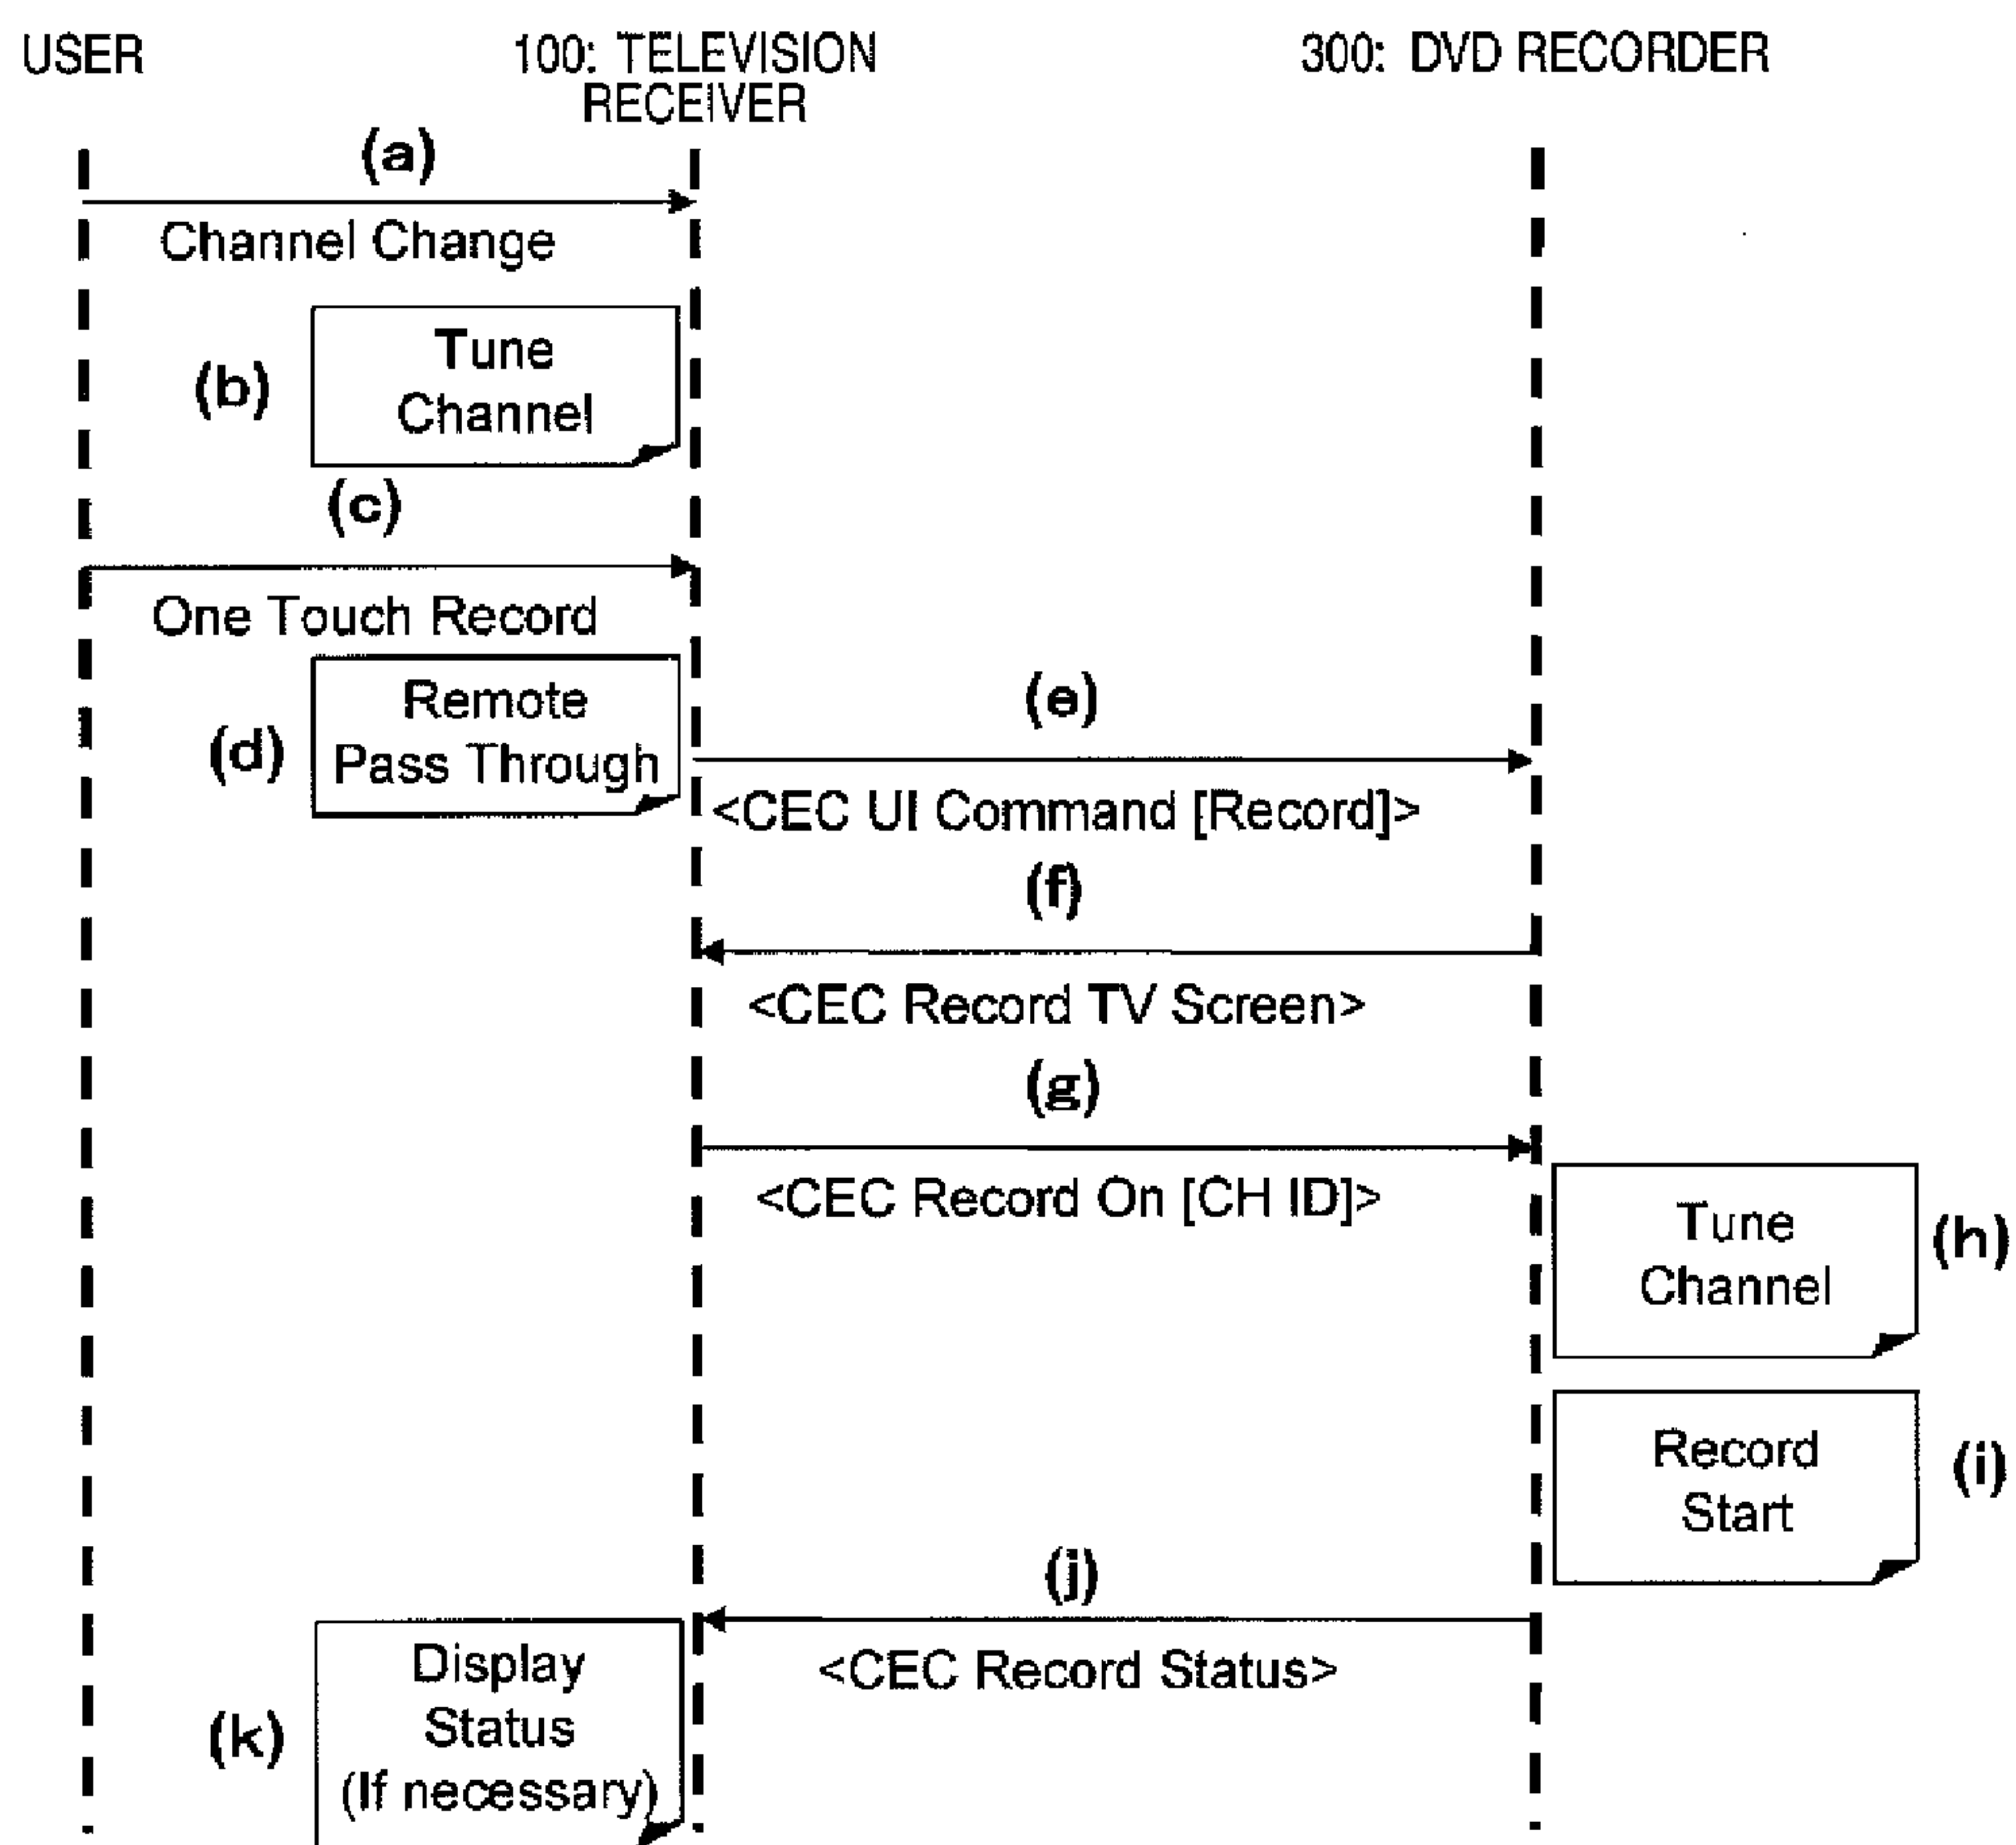 USER
100: TELEVISION
RECEIVER
300: DVD RECORDER
(a)
Channel Change
(b)
Tune
Channel
(c)
One Touch Record
(d)
Remote
Pass Through
(e)
<CEC UI Command [Record]>
(f)
<CEC Record TV Screen>
(g)
<CEC Record On [CH ID]>
Tune
Channel
(h)
Record
Start
(i)
(j)
<CEC Record Status>
(k)
Display
Status
(If necessary)